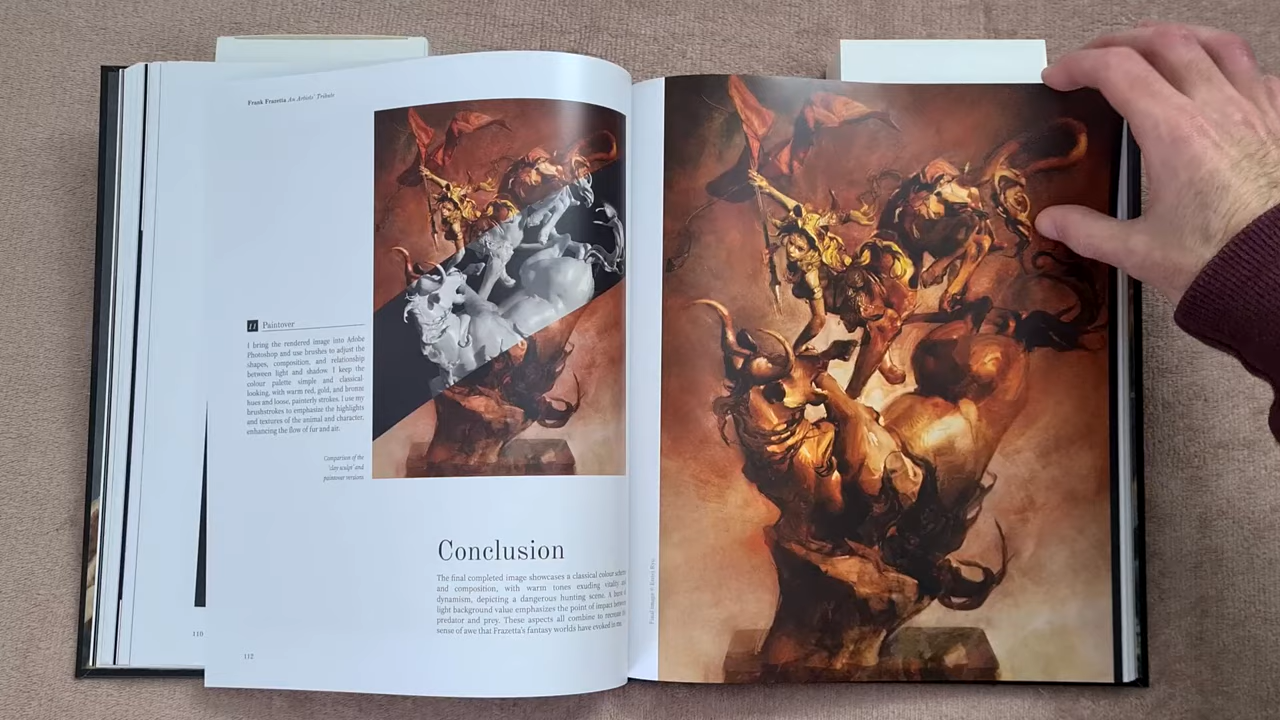 Frank Frazetta An Artists' Tribute
11 Paintover
I bring the rendered image into Adobe
Photoshop and use brushes to adjust the
shapes, composition, and relationship
between light and shadow. I keep the
colour palette simple and classical-
looking, with warm red, gold, and bronze
hues and loose, painterly strokes. I use my
brushstrokes to emphasize the highlights
and textures of the animal and character,
enhancing the flow of fur and air.
Comparison of the
'clay sculpt' and
paintover versions
Conclusion
The final completed image showcases a classical colour scheme
and composition, with warm tones exuding vitality and
dynamism, depicting a dangerous hunting scene. A
light background value emphasizes the point of impact between
predator and prey. These aspects all combine to recreate
sense of awe that Frazetta's fantasy worlds have evoked in me.
110
112
Final image ©